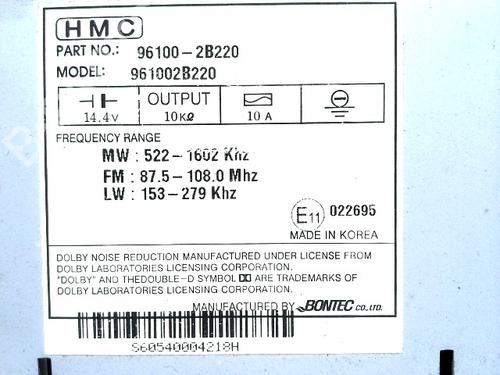 HMC
PART NO.: 96100-2B220
MODEL: 961002B220
14.4V OUTPUT 10KΩ 10A
FREQUENCY RANGE
MW : 522-1602 Khz
FM : 87.5-108.0 Mhz
LW : 153-279 Khz
E11 022695
MADE IN KOREA
DOLBY NOISE REDUCTION MANUFACTURED UNDER LICENSE FROM
DOLBY LABORATORIES LICENSING CORPORATION.
"DOLBY" AND THEDOUBLE-D SYMBOL ARE TRADEMARKS OF
DOLBY LABORATORIES LICENSING CORPORATION.
MANUFACTURED BY BONTEC CO.,LTD.
S60540004218H